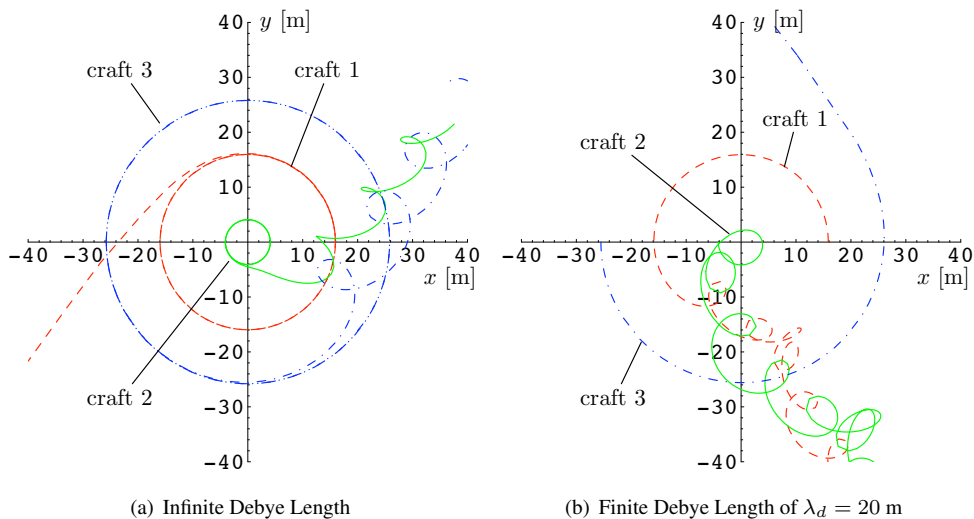 y [m]
40
30
20
10
-40 -30 -20 -10 10 20 30 40
x [m]
-10
-20
-30
-40
craft 3
craft 1
craft 2
(a) Infinite Debye Length
y [m]
40
30
20
10
-40 -30 -20 -10 10 20 30 40
x [m]
-10
-20
-30
-40
craft 2
craft 1
craft 3
(b) Finite Debye Length of λd = 20 m